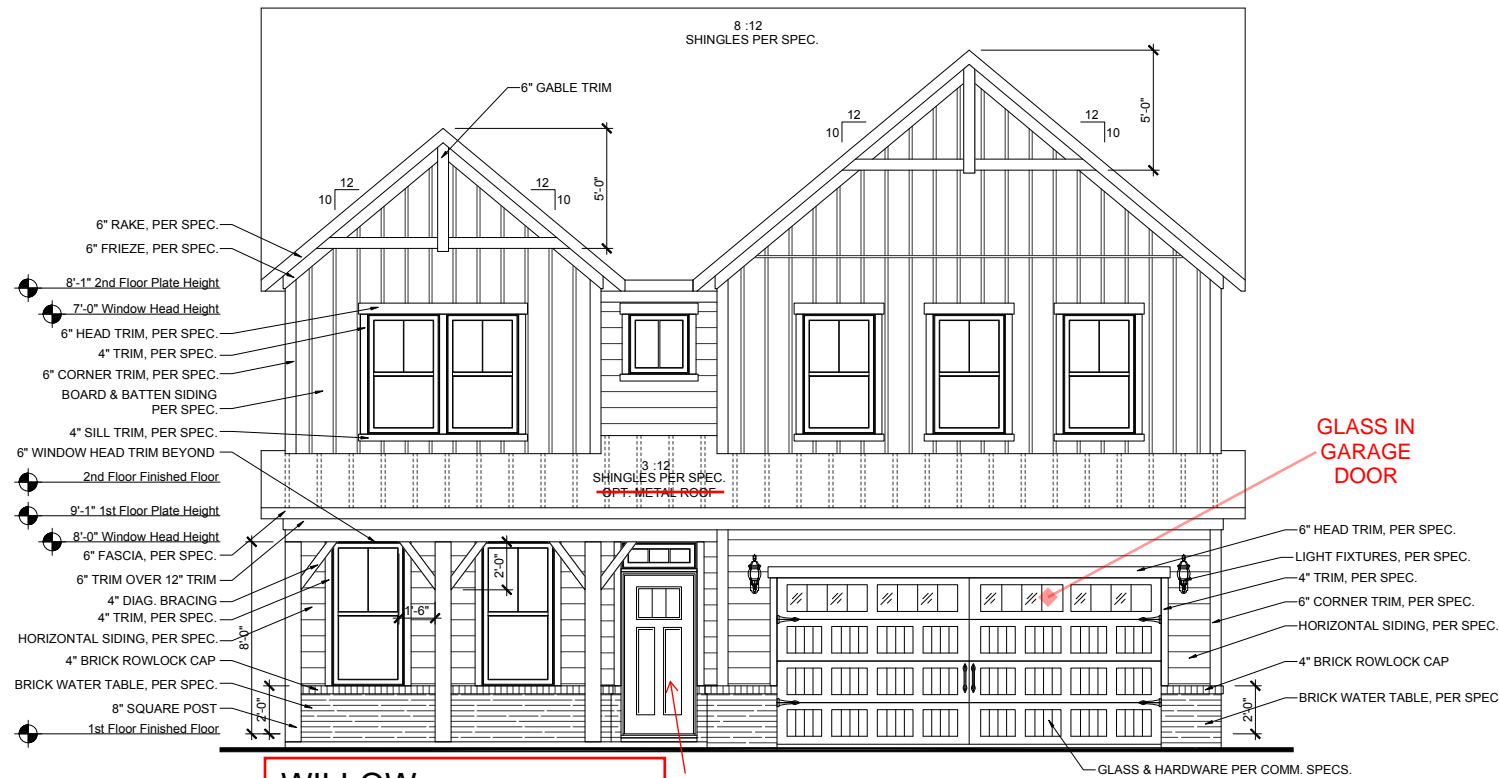 8 :12
SHINGLES PER SPEC.
6" GABLE TRIM
5'-0"
12
10
12
10
5'-0"
12
10
12
10
6" RAKE, PER SPEC.
6" FRIEZE, PER SPEC.
8'-1" 2nd Floor Plate Height
7'-0" Window Head Height
6" HEAD TRIM, PER SPEC.
4" TRIM, PER SPEC.
6" CORNER TRIM, PER SPEC.
BOARD & BATTEN SIDING
PER SPEC.
4" SILL TRIM, PER SPEC.
6" WINDOW HEAD TRIM BEYOND
2nd Floor Finished Floor
9'-1" 1st Floor Plate Height
8'-0" Window Head Height
6" FASCIA, PER SPEC.
6" TRIM OVER 12" TRIM
4" DIAG. BRACING
4" TRIM, PER SPEC.
HORIZONTAL SIDING, PER SPEC.
4" BRICK ROWLOCK CAP
BRICK WATER TABLE, PER SPEC.
8" SQUARE POST
1st Floor Finished Floor
8'-0"
2'-0"
1'-6"
2'-0"
3 :12
SHINGLES PER SPEC.
OPT. METAL ROOF
GLASS IN
GARAGE
DOOR
6" HEAD TRIM, PER SPEC.
LIGHT FIXTURES, PER SPEC.
4" TRIM, PER SPEC.
6" CORNER TRIM, PER SPEC.
HORIZONTAL SIDING, PER SPEC.
4" BRICK ROWLOCK CAP
BRICK WATER TABLE, PER SPEC
2'-0"
GLASS & HARDWARE PER COMM. SPECS.
WILLOW